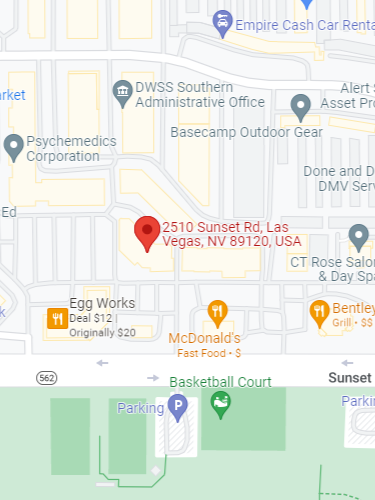 Empire Cash Car Renta
DWSS Southern
Administrative Office
arket
Alert S
Asset Pro
Basecamp Outdoor Gear
Psychemedics
Corporation
Done and D
DMV Serv
Ed
2510 Sunset Rd, Las
Vegas, NV 89120, USA
CT Rose Salon
& Day Spa
Egg Works
Deal $12 |
Originally $20
k
McDonald's
Fast Food • $
Bentley
Grill • $$
562
Sunset
Basketball Court
Parking
P
Parkin